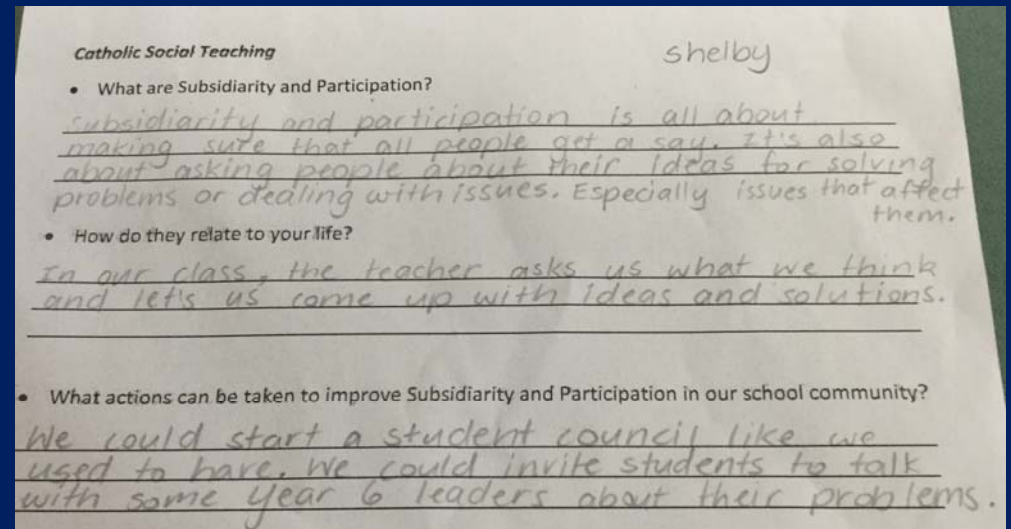 Catholic Social Teaching
shelby
• What are Subsidiarity and Participation?
Subsidiarity and participation is all about
making sure that all people get a say. It's also
about asking people about their ideas for solving
problems or dealing with issues. Especially issues that affect
them.
• How do they relate to your life?
In our class, the teacher asks us what we think
and let's us come up with ideas and solutions.
• What actions can be taken to improve Subsidiarity and Participation in our school community?
We could start a student council like we
used to have. We could invite students to talk
with some year 6 leaders about their problems.